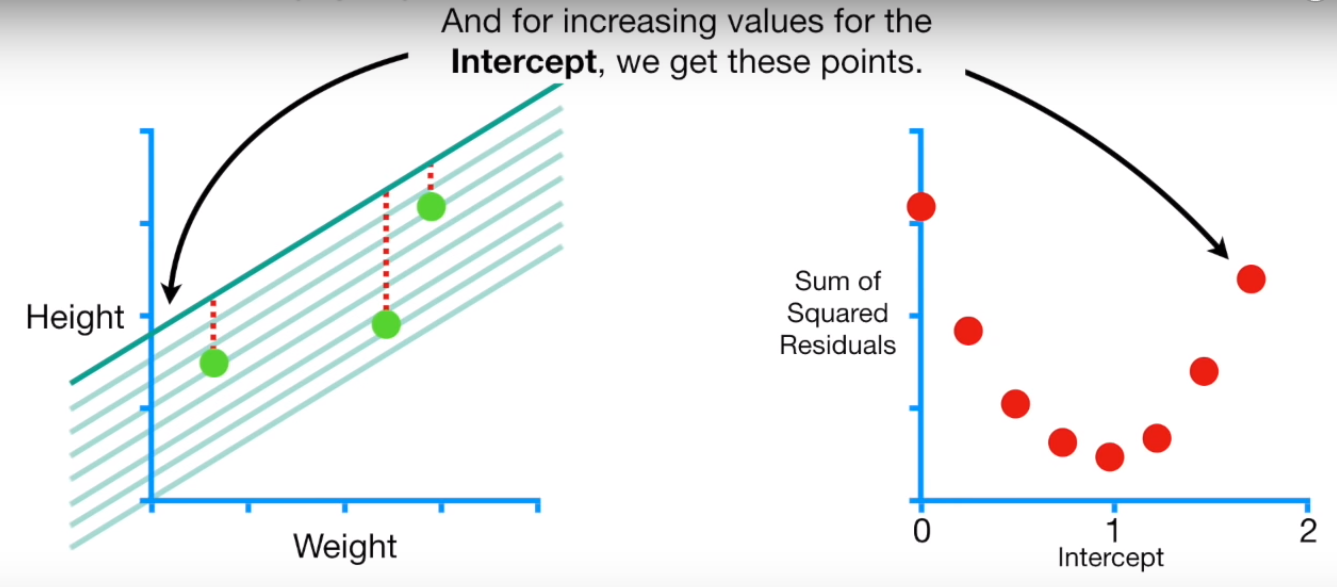 And for increasing values for the
Intercept, we get these points.
Height
Weight
Sum of
Squared
Residuals
0
1
2
Intercept